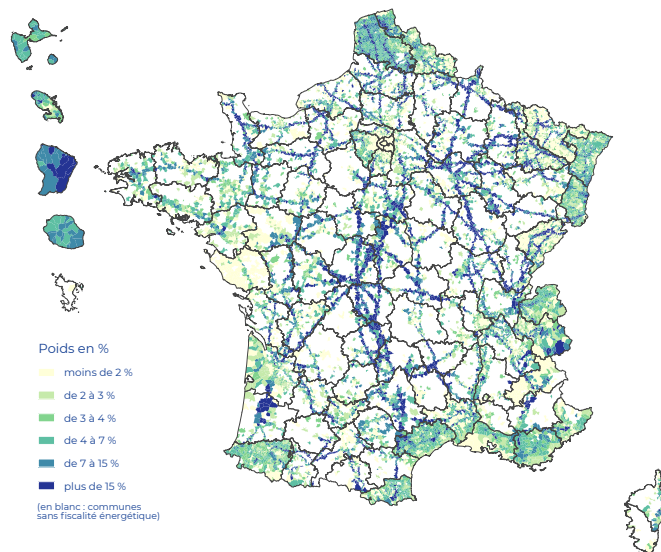 Poids en %
moins de 2 %
de 2 à 3 %
de 3 à 4 %
de 4 à 7 %
de 7 à 15 %
plus de 15 %
(en blanc : communes
sans fiscalité énergétique)